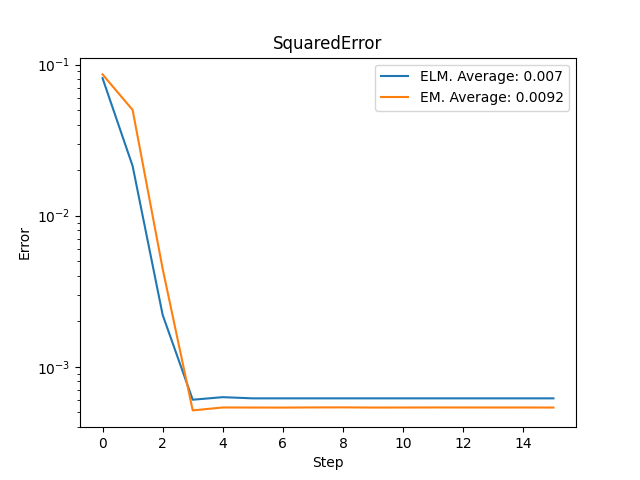 SquaredError
ELM. Average: 0.007
EM. Average: 0.0092
Error
10⁻¹
10⁻²
10⁻³
0 2 4 6 8 10 12 14
Step